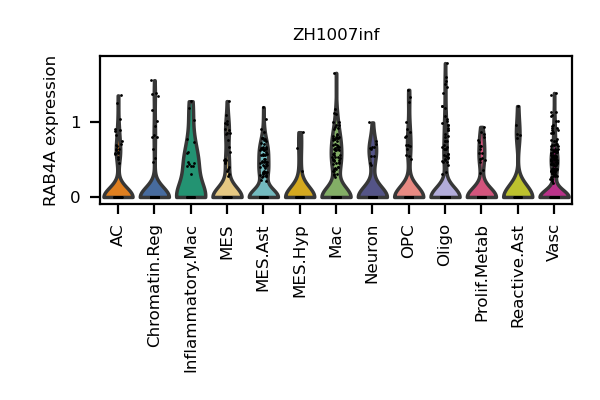 ZH1007inf
RAB4A expression
1
0
AC
Chromatin.Reg
Inflammatory.Mac
MES
MES.Ast
MES.Hyp
Mac
Neuron
OPC
Oligo
Prolif.Metab
Reactive.Ast
Vasc